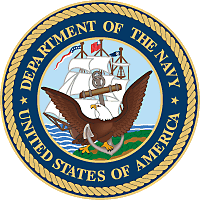 DEPARTMENT OF THE NAVY
UNITED STATES OF AMERICA